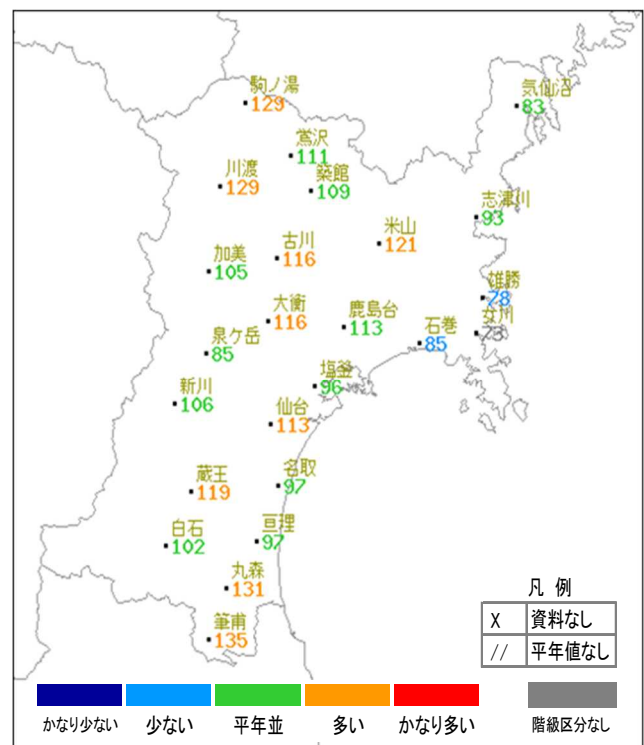 駒ノ湯
129
気仙沼
83
鴬沢
111
川渡
129
築館
109
志津川
93
米山
121
古川
116
加美
105
雄勝
78
大衡
116
鹿島台
113
石巻
85
女川
73
泉ケ岳
85
塩釜
96
新川
106
仙台
113
蔵王
119
名取
97
白石
102
亘理
97
丸森
131
筆甫
135
凡 例
X 資料なし
// 平年値なし
かなり少ない 少ない 平年並 多い かなり多い 階級区分なし